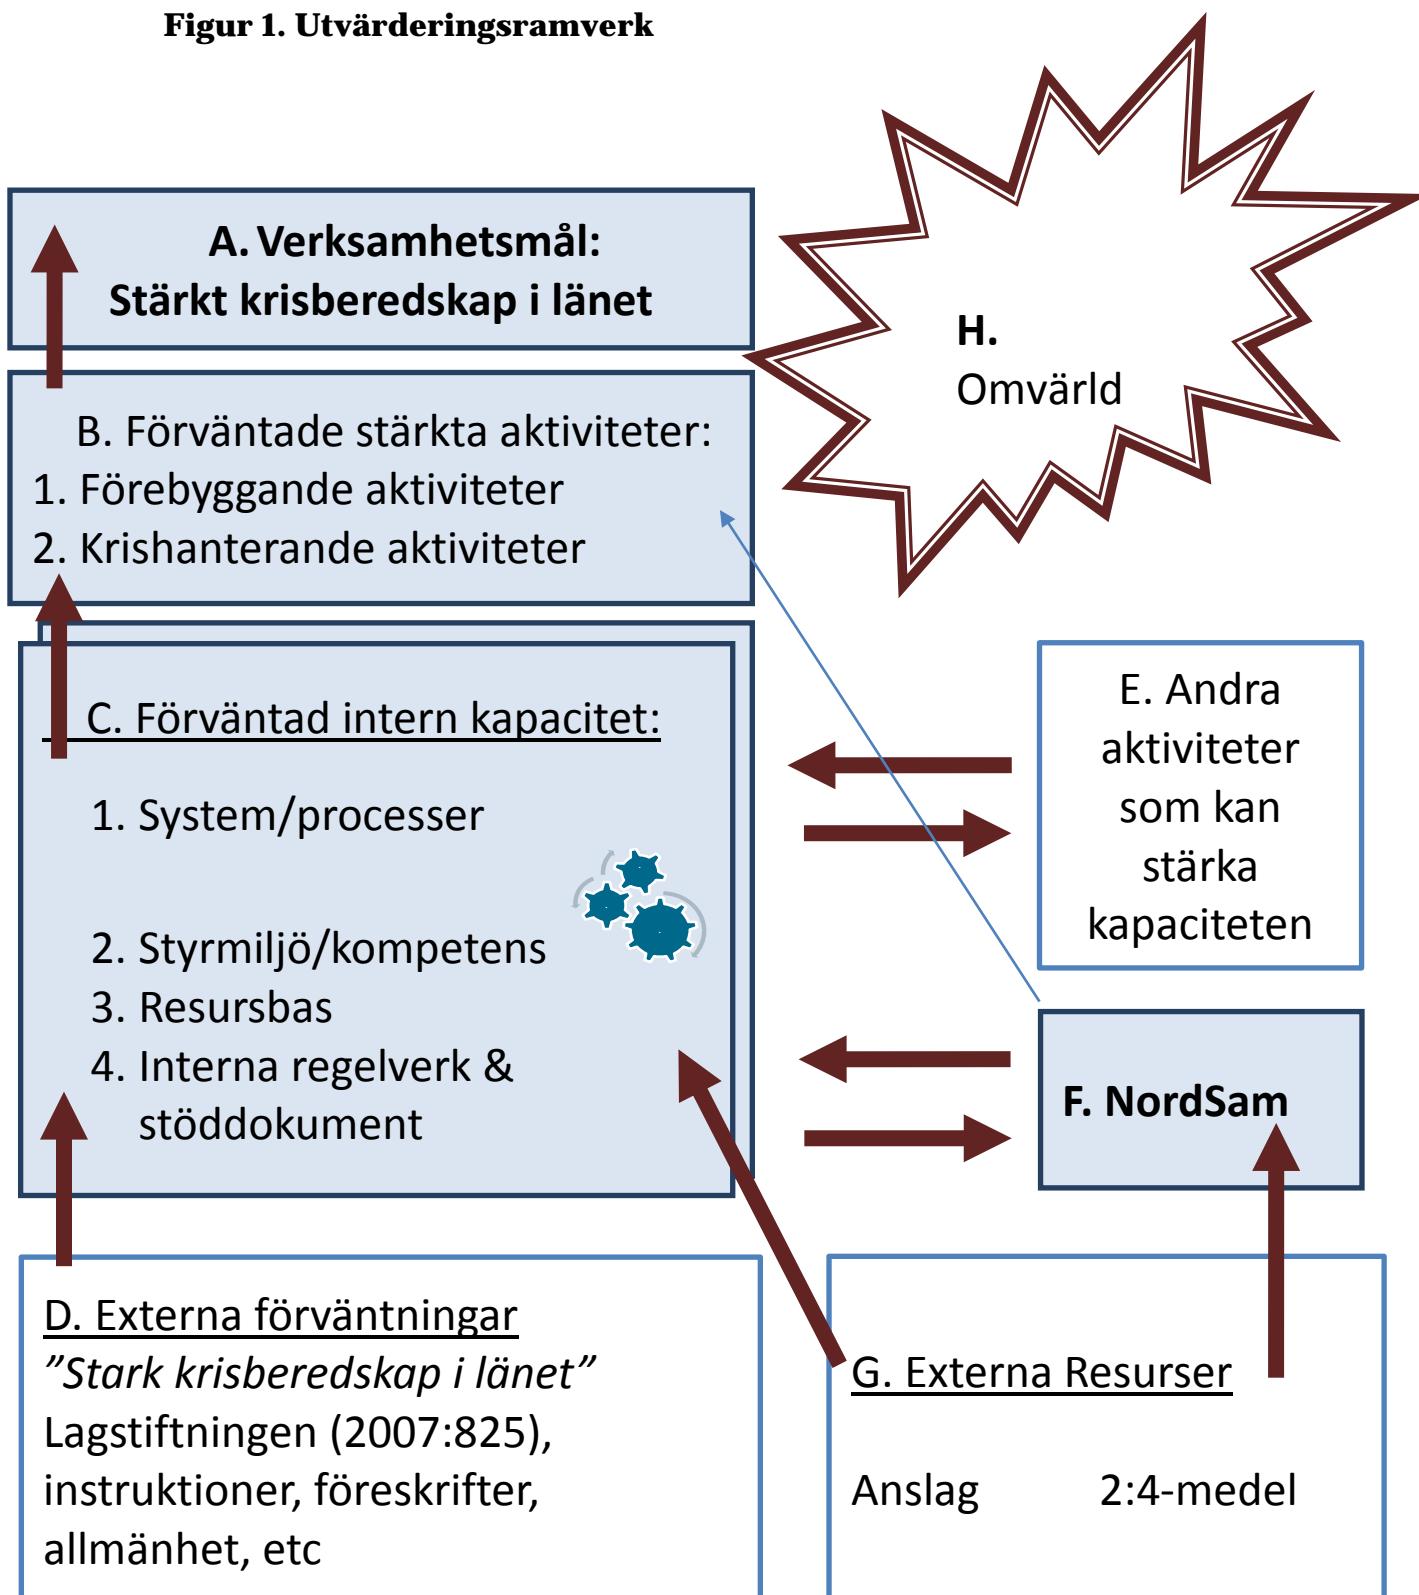 Figur 1. Utvärderingsramverk
A. Verksamhetsmål:
Stärkt krisberedskap i länet
H.
Omvärld
B. Förväntade stärkta aktiviteter:
1. Förebyggande aktiviteter
2. Krishanterande aktiviteter
C. Förväntad intern kapacitet:
1. System/processer
2. Styrmiljö/kompetens
3. Resursbas
4. Interna regelverk &
stöddokument
E. Andra
aktiviteter
som kan
stärka
kapaciteten
F. NordSam
D. Externa förväntningar
”Stark krisberedskap i länet”
Lagstiftningen (2007:825),
instruktioner, föreskrifter,
allmänhet, etc
G. Externa Resurser
Anslag 2:4-medel